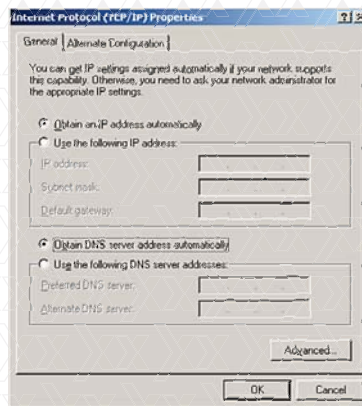 Internet Protocol (TCP/IP) Properties
General
Alternate Configuration
You can get IP settings assigned automatically if your network supports
this capability. Otherwise, you need to ask your network administrator for
the appropriate IP settings.
Obtain an IP address automatically
Use the following IP address:
IP address:
Subnet mask:
Default gateway:
Obtain DNS server address automatically
Use the following DNS server addresses:
Preferred DNS server:
Alternate DNS server:
Advanced...
OK
Cancel